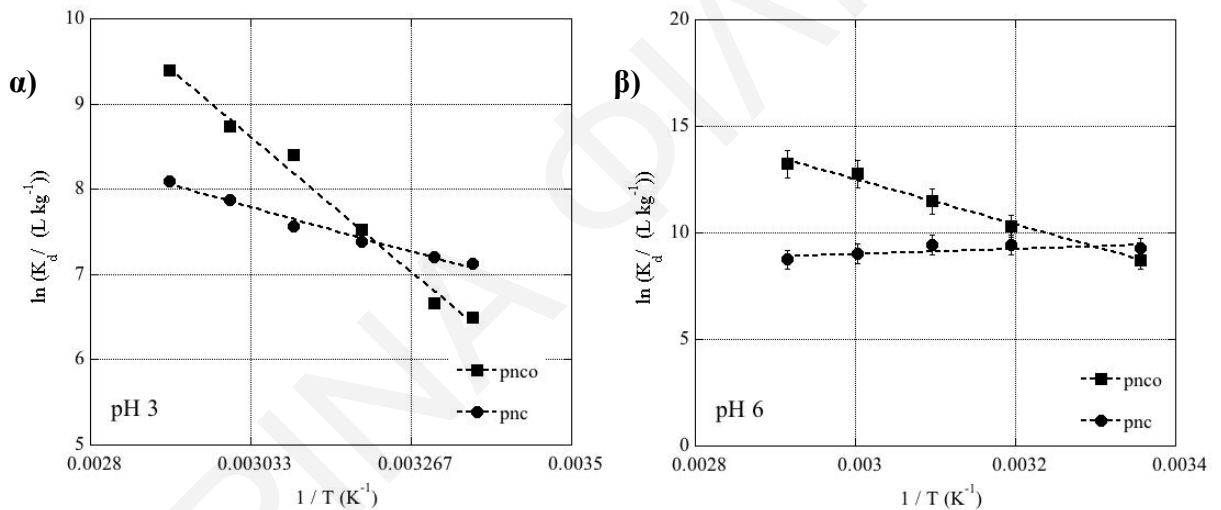 α)
10
9
8
7
6
5
ln (K_d / (L kg⁻¹))
0.0028
0.003033
0.003267
0.0035
1 / T (K⁻¹)
pnco
pnc
pH 3
β)
20
15
10
5
0
ln (K_d / (L kg⁻¹))
0.0028
0.003
0.0032
0.0034
1 / T (K⁻¹)
pnco
pnc
pH 6